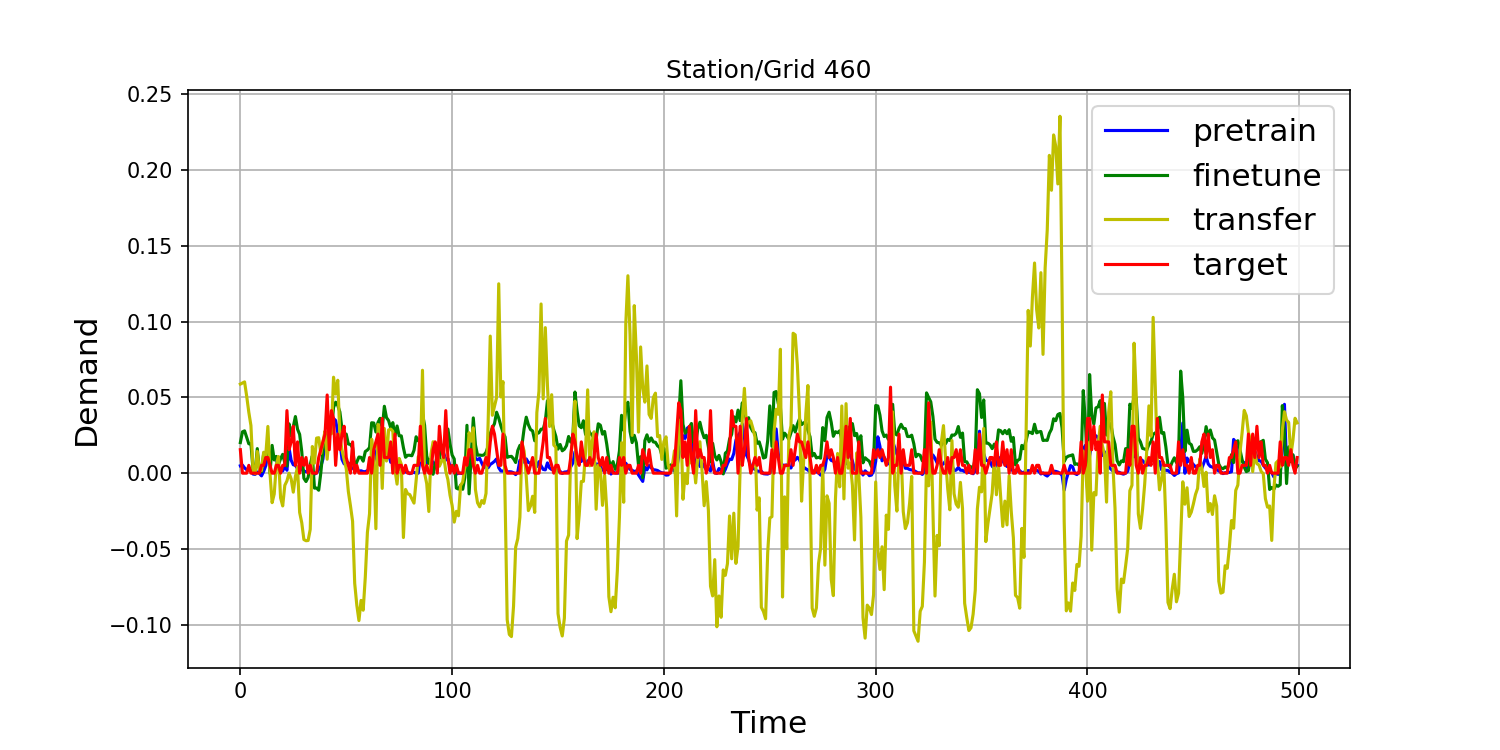 Station/Grid 460
0.25
0.20
0.15
0.10
0.05
0.00
−0.05
−0.10
Demand
pretrain
finetune
transfer
target
0 100 200 300 400 500
Time